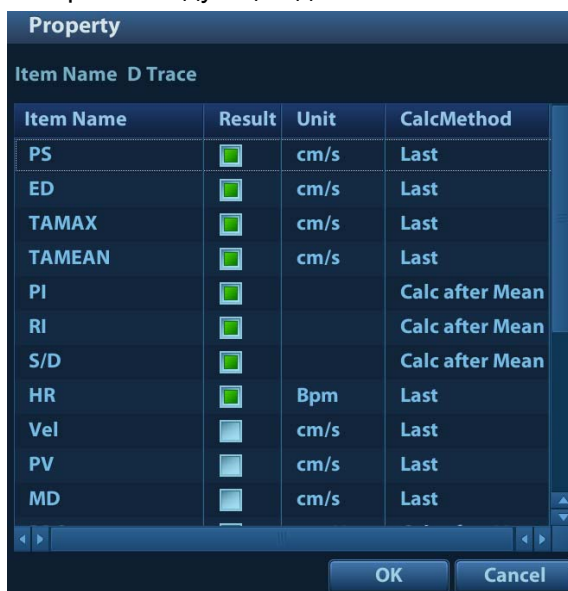 Property
Item Name D Trace
Item Name Result Unit CalcMethod
PS cm/s Last
ED cm/s Last
TAMAX cm/s Last
TAMEAN cm/s Last
PI Calc after Mean
RI Calc after Mean
S/D Calc after Mean
HR Bpm Last
Vel cm/s Last
PV cm/s Last
MD cm/s Last
OK Cancel